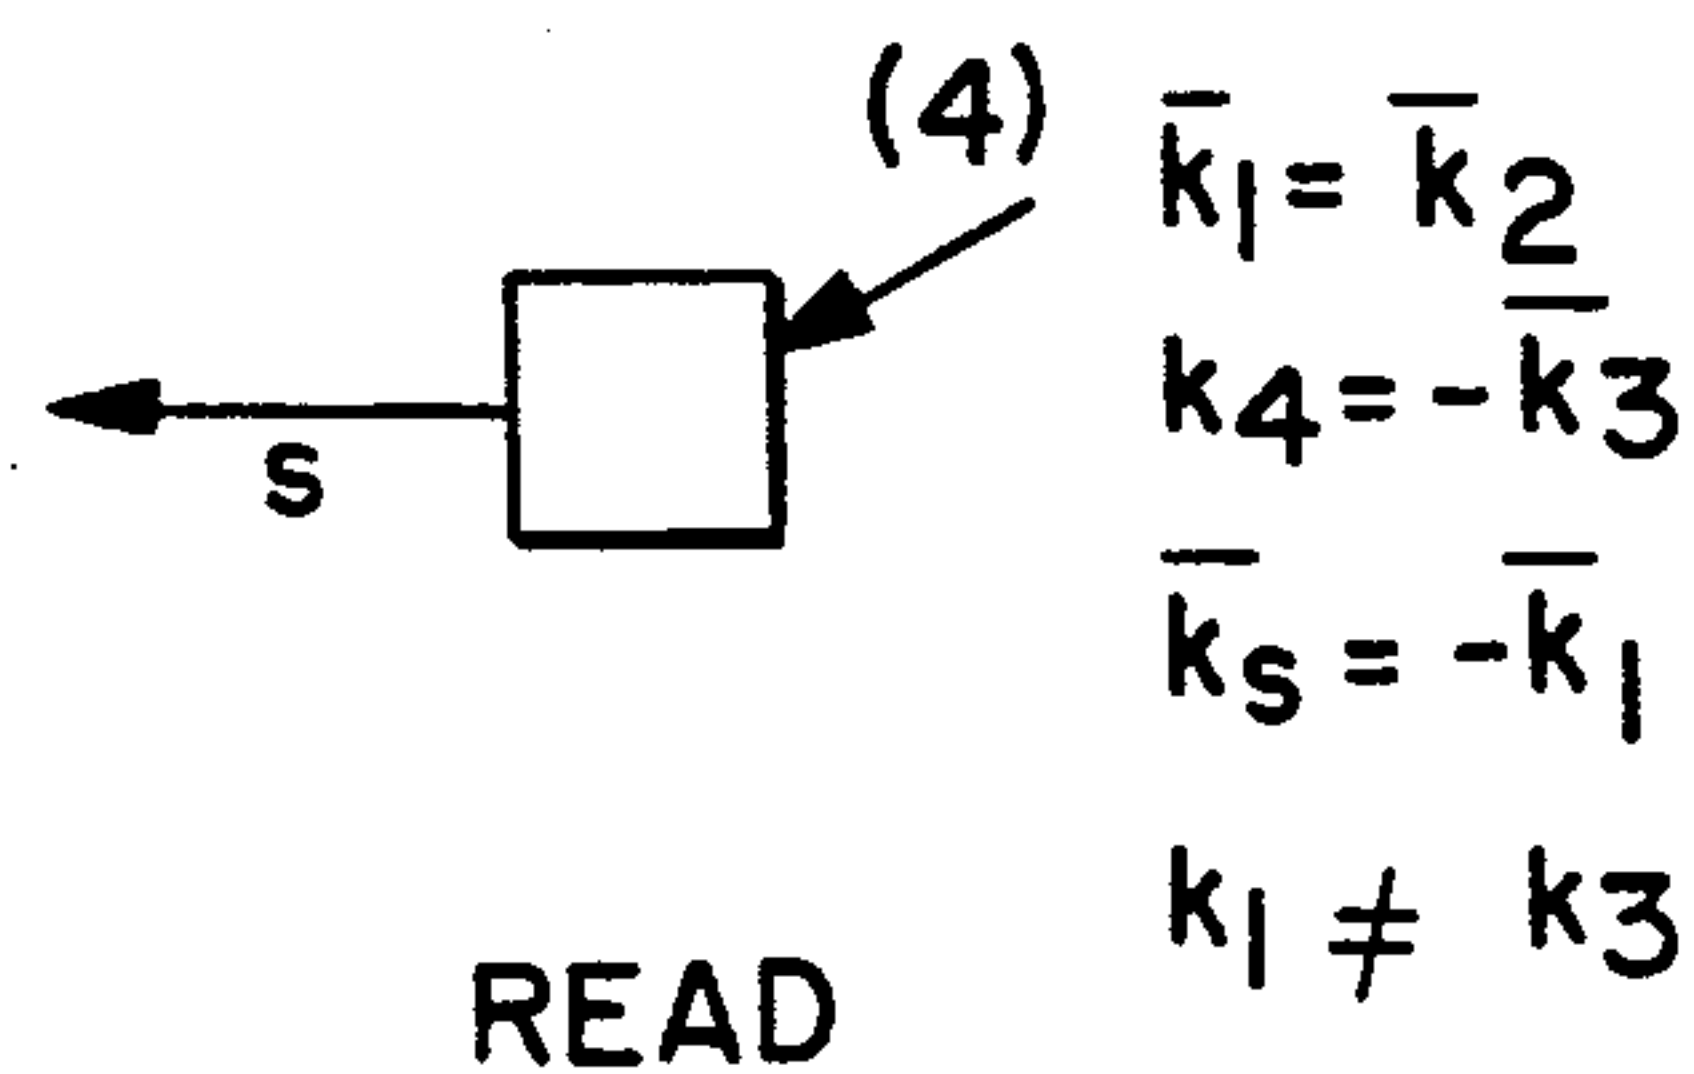 (4)
k̅1 = k̅2
k4 = -k̅3
s
k̅s = -k̅1
k1 ≠ k3
READ